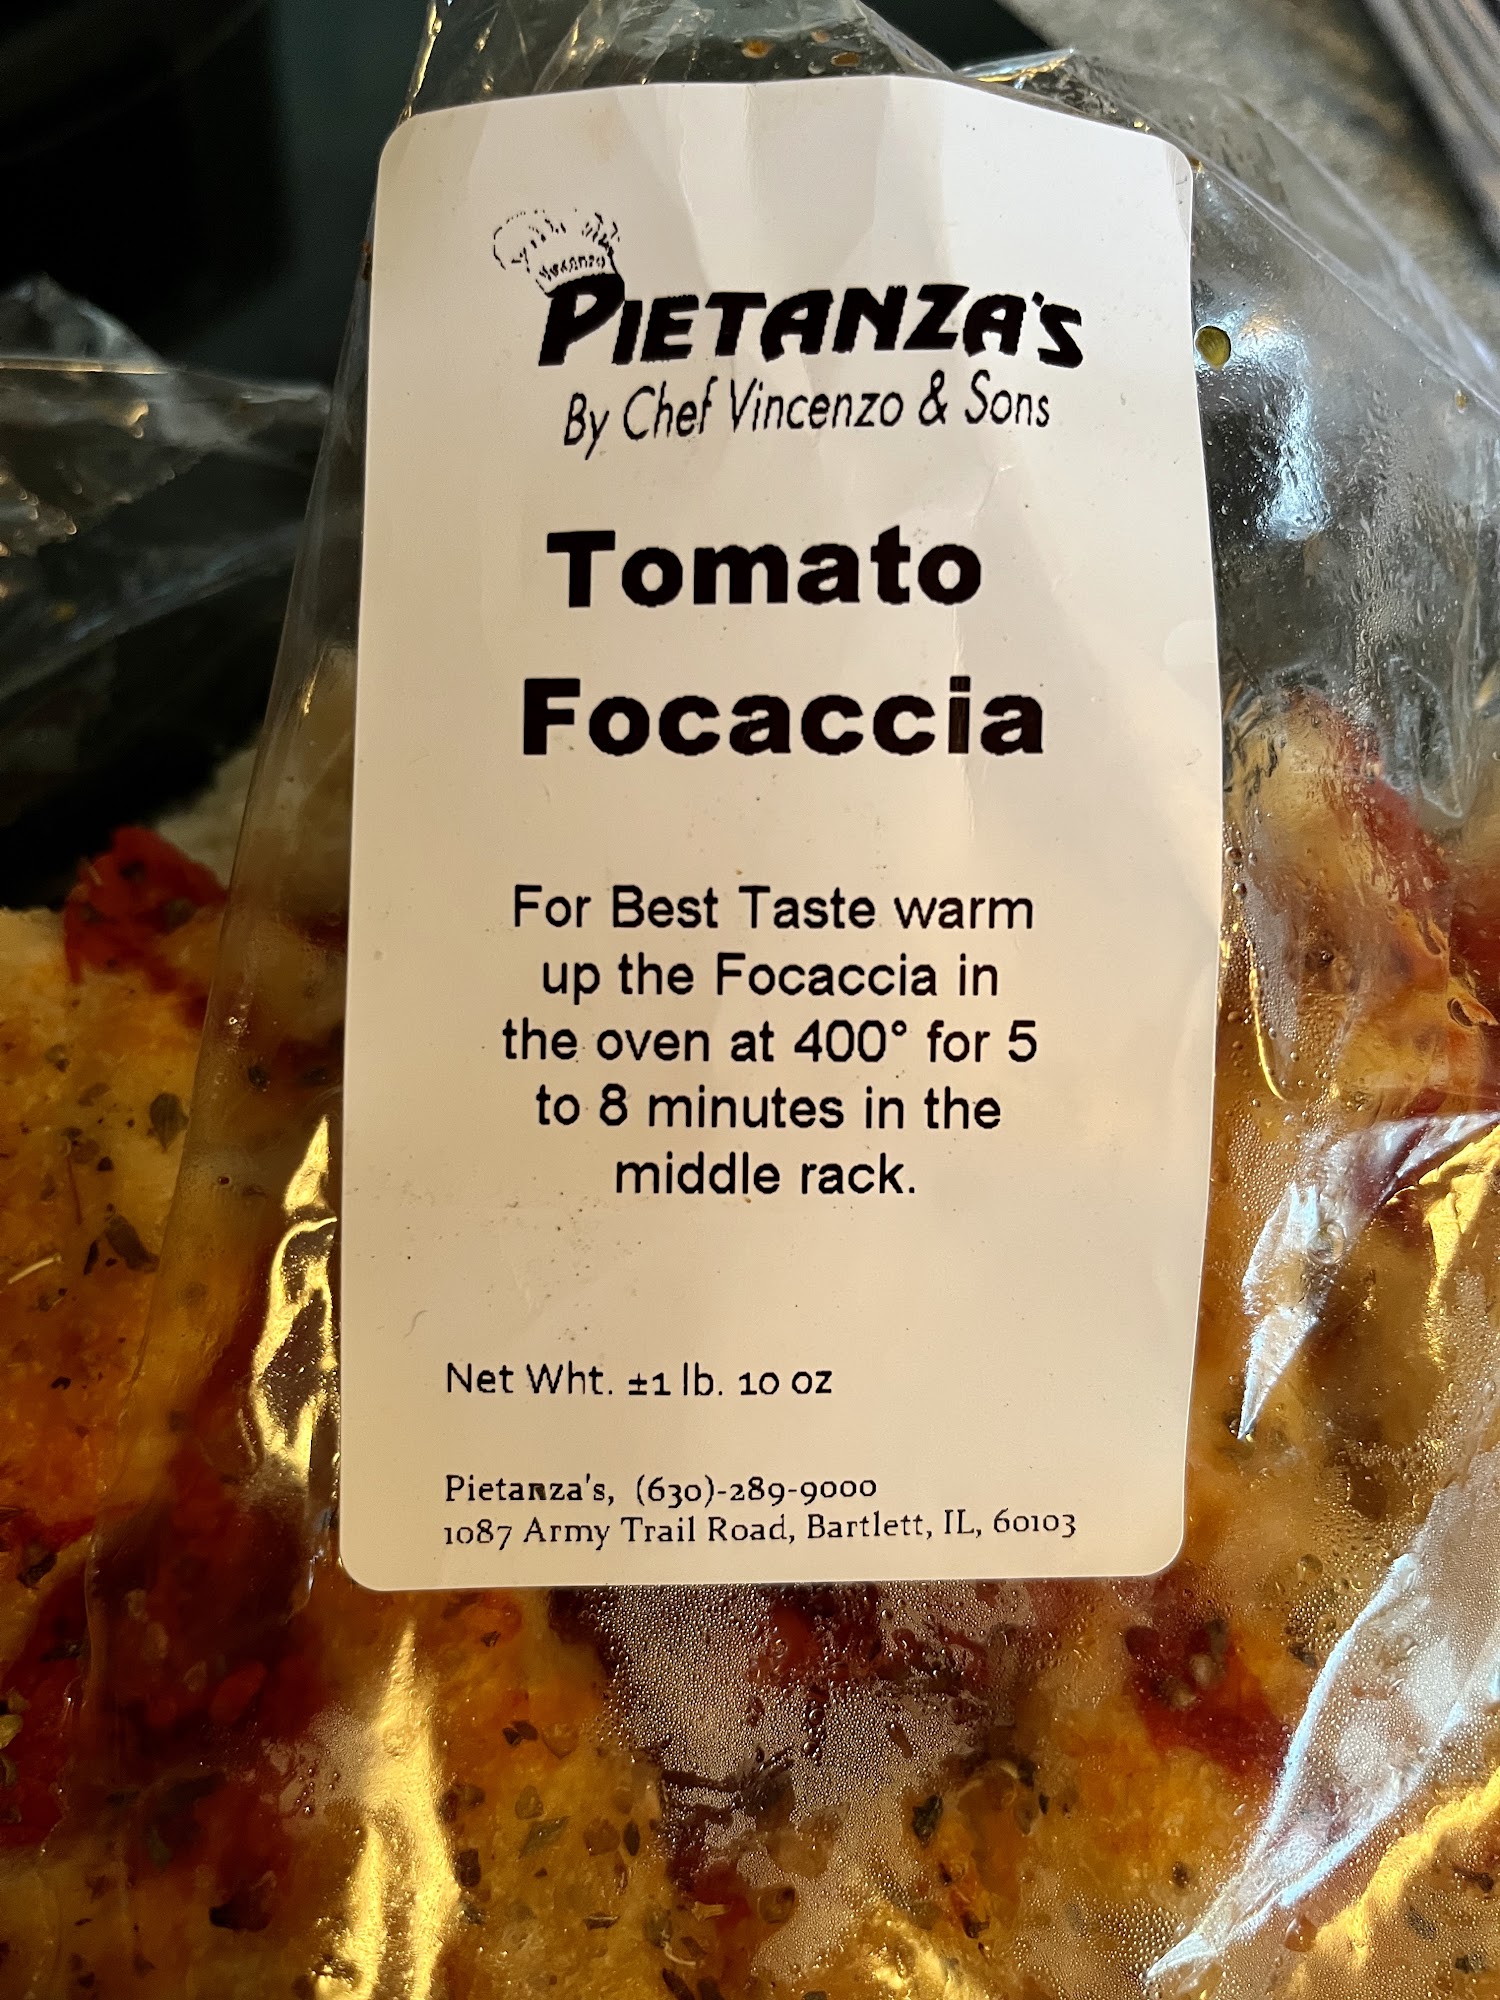 Vincenzo
PIETANZA'S
By Chef Vincenzo & Sons
Tomato
Focaccia
For Best Taste warm
up the Focaccia in
the oven at 400° for 5
to 8 minutes in the
middle rack.
Net Wht. ±1 lb. 10 oz
Pietanza's, (630)-289-9000
1087 Army Trail Road, Bartlett, IL, 60103